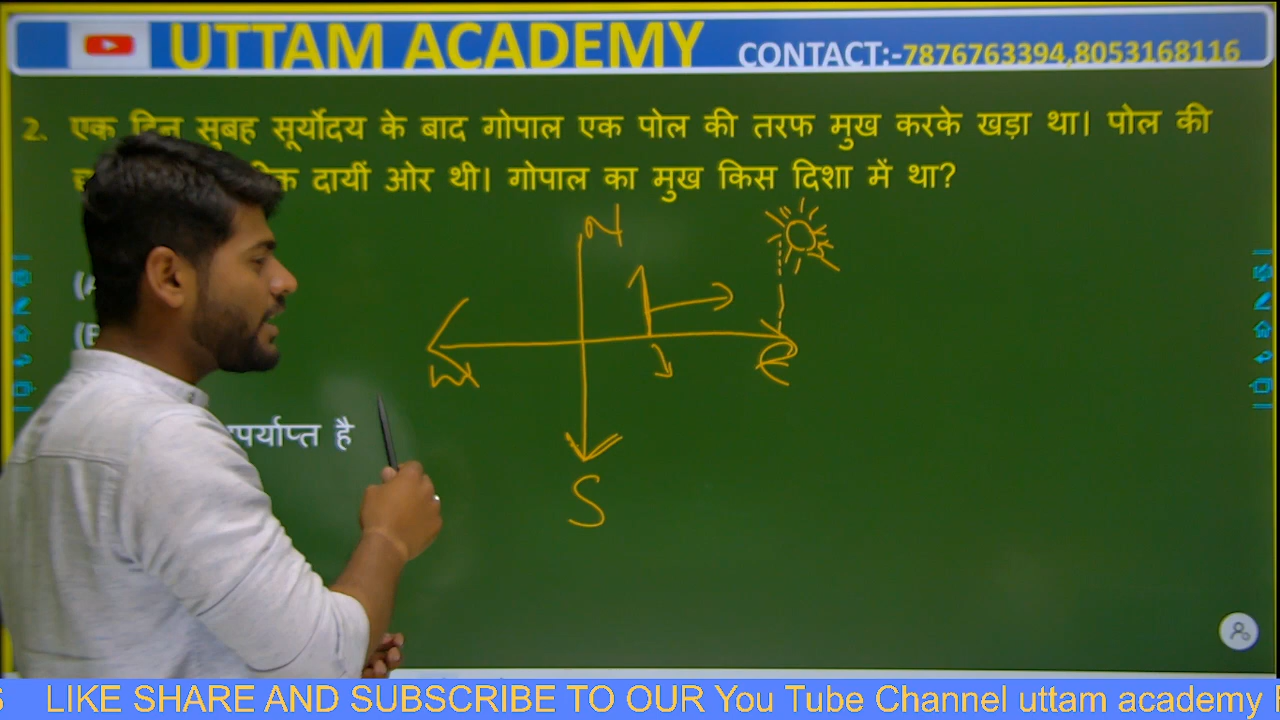 UTTAM ACADEMY CONTACT:-7876763394,8053168116
2. एक दिन सुबह सूर्योदय के बाद गोपाल एक पोल की तरफ मुख करके खड़ा था। पोल की
दायीं ओर थी। गोपाल का मुख किस दिशा में था?
N
(A
(B
W
E
है
S
LIKE SHARE AND SUBSCRIBE TO OUR You Tube Channel uttam academy